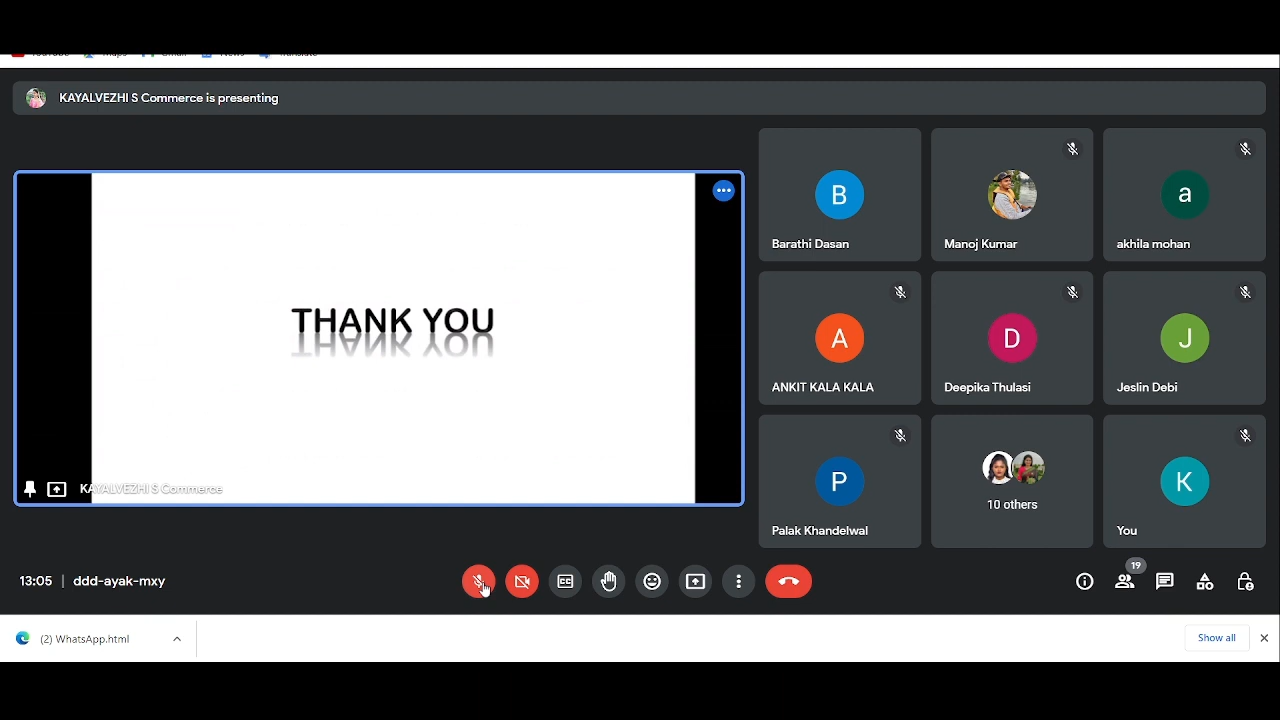 KAYALVEZHI S Commerce is presenting
THANK YOU
KAYALVEZHI S Commerce
B
Barathi Dasan
Manoj Kumar
a
akhila mohan
A
ANKIT KALA KALA
D
Deepika Thulasi
J
Jeslin Debi
P
Palak Khandelwal
10 others
K
You
13:05 | ddd-ayak-mxy
19
(2) WhatsApp.html
Show all